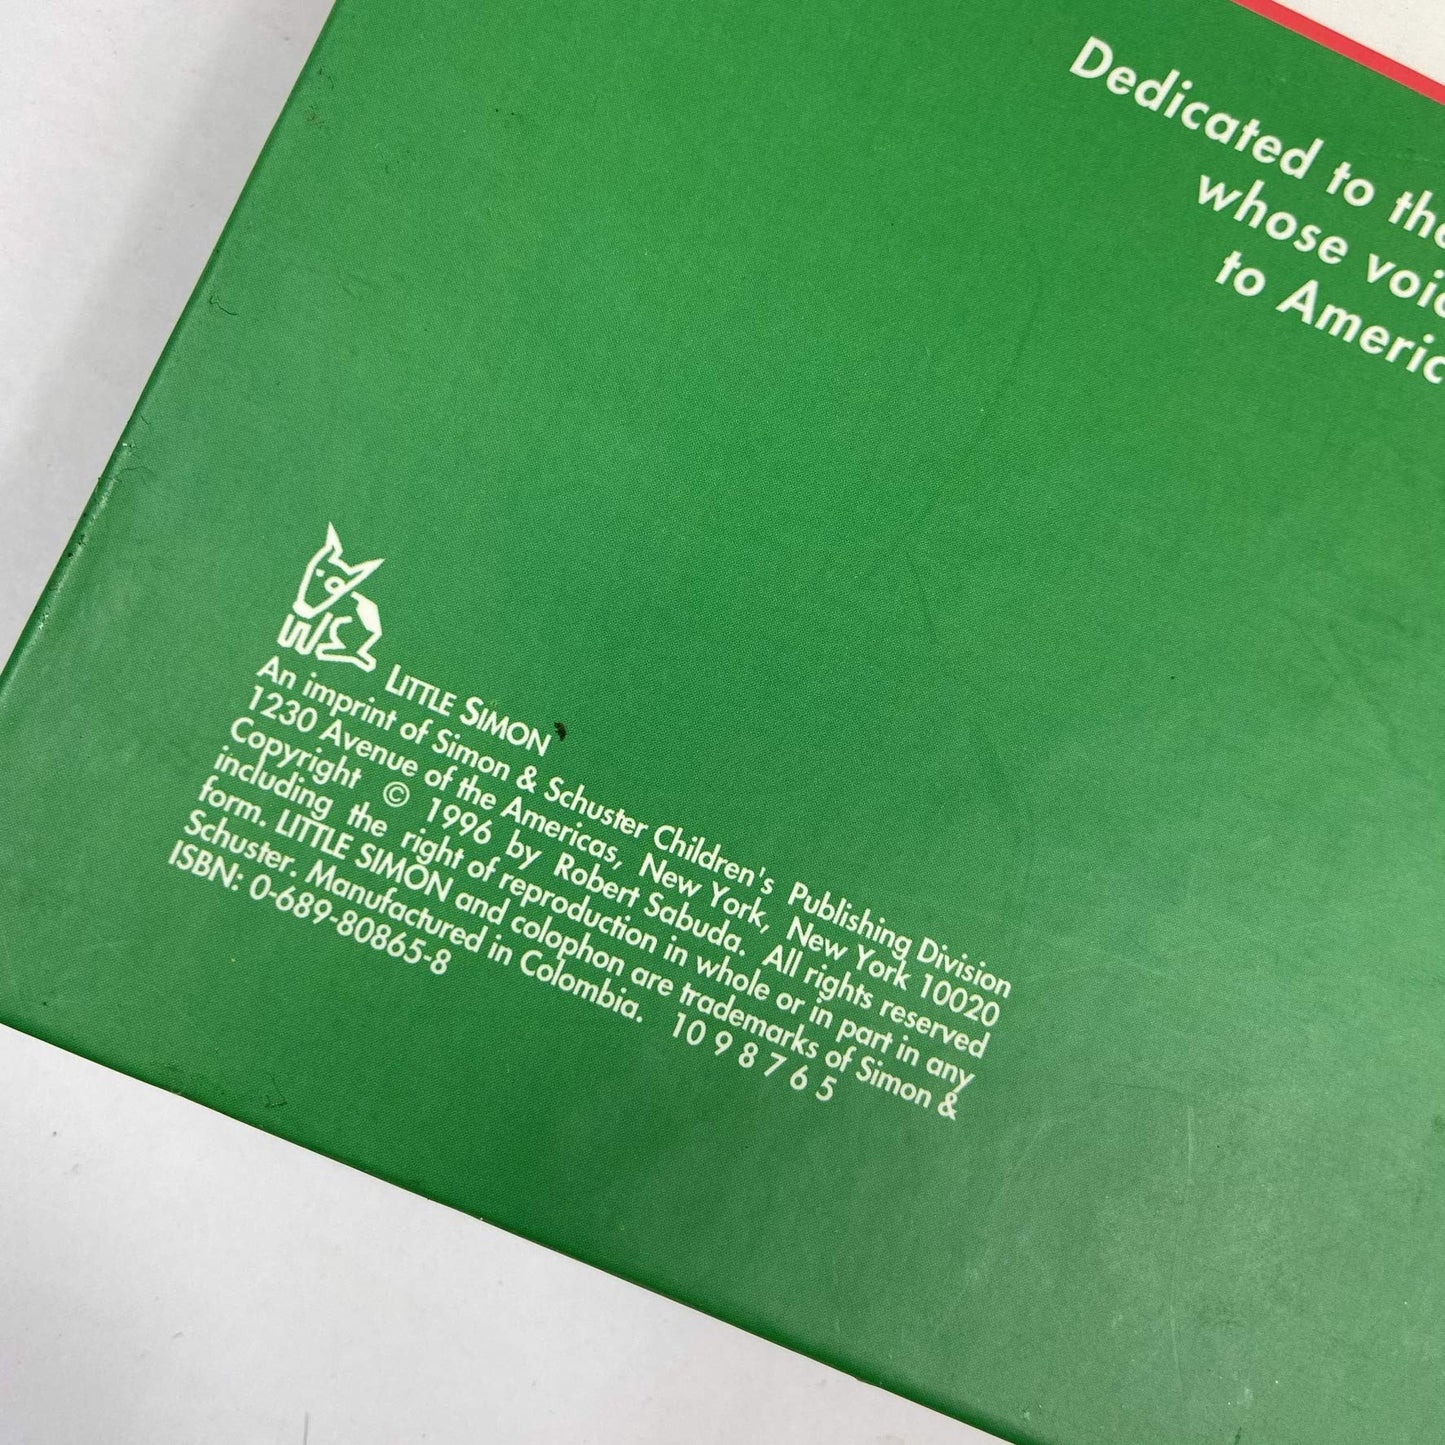 Dedicated to the
whose voic
to Americ
LITTLE SIMON
An imprint of Simon & Schuster Children's Publishing Division
1230 Avenue of the Americas, New York, New York 10020
Copyright © 1996 by Robert Sabuda. All rights reserved
including the right of reproduction in whole or in part in any
form. LITTLE SIMON and colophon are trademarks of Simon &
Schuster. Manufactured in Colombia. 10 9 8 7 6 5
ISBN: 0-689-80865-8